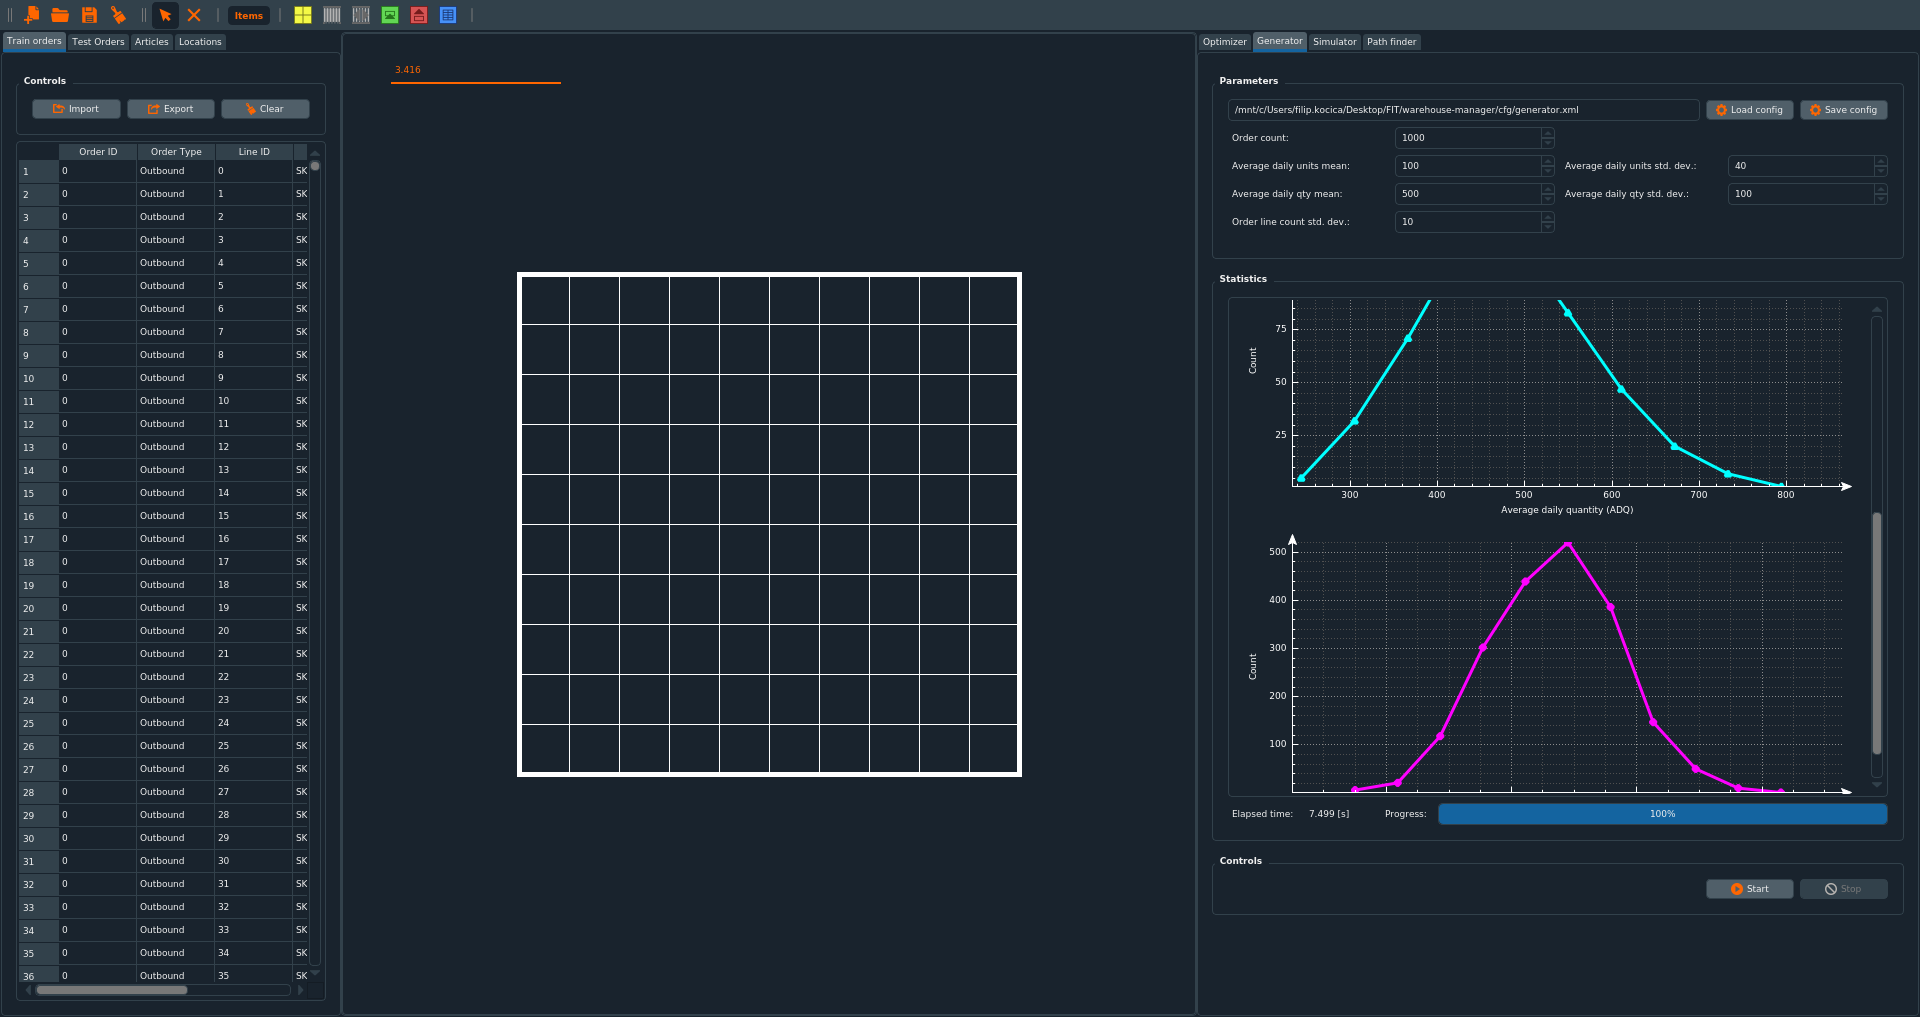 Items
Train orders Test Orders Articles Locations
Controls
Import Export Clear
Order ID Order Type Line ID
1 0 Outbound 0 SK
2 0 Outbound 1 SK
3 0 Outbound 2 SK
4 0 Outbound 3 SK
5 0 Outbound 4 SK
6 0 Outbound 5 SK
7 0 Outbound 6 SK
8 0 Outbound 7 SK
9 0 Outbound 8 SK
10 0 Outbound 9 SK
11 0 Outbound 10 SK
12 0 Outbound 11 SK
13 0 Outbound 12 SK
14 0 Outbound 13 SK
15 0 Outbound 14 SK
16 0 Outbound 15 SK
17 0 Outbound 16 SK
18 0 Outbound 17 SK
19 0 Outbound 18 SK
20 0 Outbound 19 SK
21 0 Outbound 20 SK
22 0 Outbound 21 SK
23 0 Outbound 22 SK
24 0 Outbound 23 SK
25 0 Outbound 24 SK
26 0 Outbound 25 SK
27 0 Outbound 26 SK
28 0 Outbound 27 SK
29 0 Outbound 28 SK
30 0 Outbound 29 SK
31 0 Outbound 30 SK
32 0 Outbound 31 SK
33 0 Outbound 32 SK
34 0 Outbound 33 SK
35 0 Outbound 34 SK
36 0 Outbound 35 SK
3.416
Optimizer Generator Simulator Path finder
Parameters
/mnt/c/Users/filip.kocica/Desktop/FIT/warehouse-manager/cfg/generator.xml Load config Save config
Order count: 1000
Average daily units mean: 100 Average daily units std. dev.: 40
Average daily qty mean: 500 Average daily qty std. dev.: 100
Order line count std. dev.: 10
Statistics
75
50
25
Count
300 400 500 600 700 800
Average daily quantity (ADQ)
500
400
300
200
100
Count
Elapsed time: 7.499 [s] Progress: 100%
Controls
Start Stop